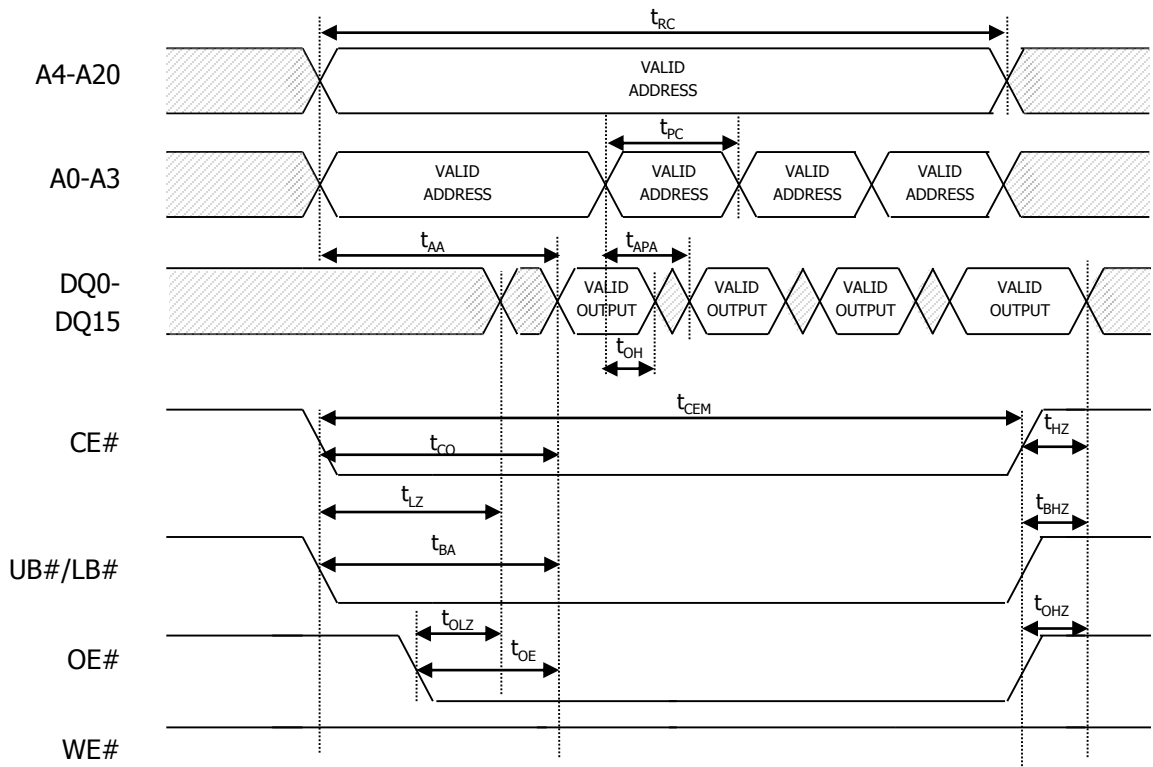 tRC
A4-A20
VALID
ADDRESS
tPC
A0-A3
VALID
ADDRESS
VALID
ADDRESS
VALID
ADDRESS
VALID
ADDRESS
tAA
tAPA
DQ0-
DQ15
VALID
OUTPUT
VALID
OUTPUT
VALID
OUTPUT
VALID
OUTPUT
tOH
tCEM
CE#
tCO
tHZ
tLZ
tBHZ
UB#/LB#
tBA
tOLZ
tOHZ
OE#
tOE
WE#